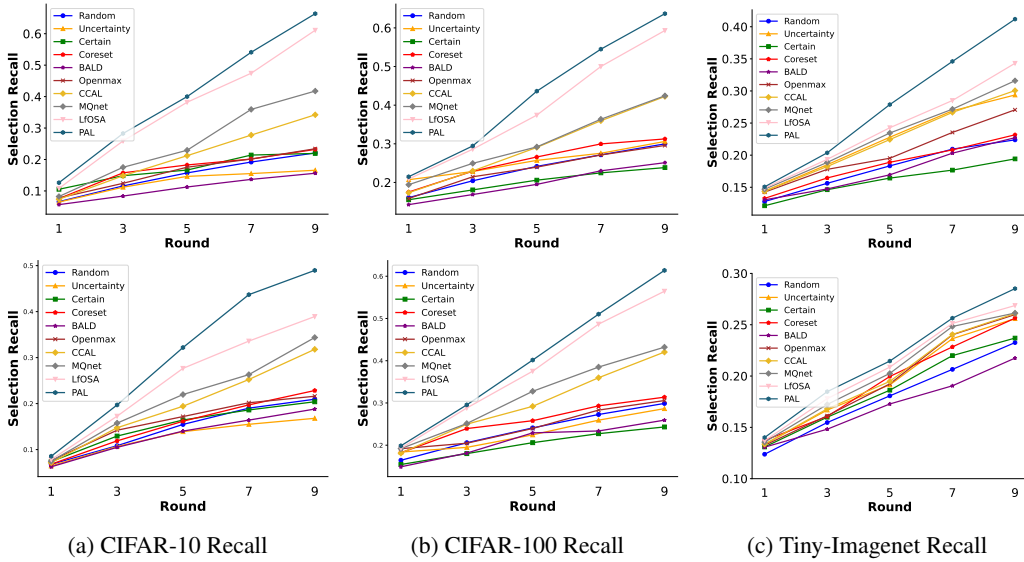 Selection Recall
0.6
0.5
0.4
0.3
0.2
0.1
Random
Uncertainty
Certain
Coreset
BALD
Openmax
CCAL
MQnet
LfOSA
PAL
1 3 5 7 9
Round
Selection Recall
0.6
0.5
0.4
0.3
0.2
Random
Uncertainty
Certain
Coreset
BALD
Openmax
CCAL
MQnet
LfOSA
PAL
1 3 5 7 9
Round
Selection Recall
0.40
0.35
0.30
0.25
0.20
0.15
Random
Uncertainty
Certain
Coreset
BALD
Openmax
CCAL
MQnet
LfOSA
PAL
1 3 5 7 9
Round
Selection Recall
0.5
0.4
0.3
0.2
0.1
Random
Uncertainty
Certain
Coreset
BALD
Openmax
CCAL
MQnet
LfOSA
PAL
1 3 5 7 9
Round
Selection Recall
0.6
0.5
0.4
0.3
0.2
Random
Uncertainty
Certain
Coreset
BALD
Openmax
CCAL
MQnet
LfOSA
PAL
1 3 5 7 9
Round
Selection Recall
0.30
0.25
0.20
0.15
0.10
Random
Uncertainty
Certain
Coreset
BALD
Openmax
CCAL
MQnet
LfOSA
PAL
1 3 5 7 9
Round
(a) CIFAR-10 Recall
(b) CIFAR-100 Recall
(c) Tiny-Imagenet Recall